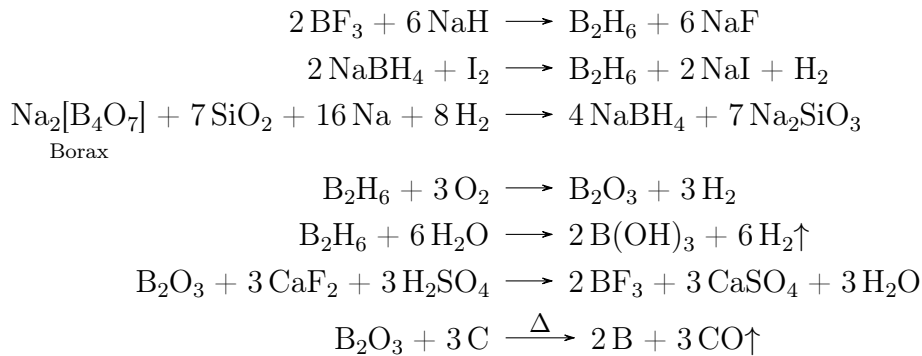 2 BF₃ + 6 NaH ⟶ B₂H₆ + 6 NaF
2 NaBH₄ + I₂ ⟶ B₂H₆ + 2 NaI + H₂
Na₂[B₄O₇] + 7 SiO₂ + 16 Na + 8 H₂ ⟶ 4 NaBH₄ + 7 Na₂SiO₃
Borax
B₂H₆ + 3 O₂ ⟶ B₂O₃ + 3 H₂
B₂H₆ + 6 H₂O ⟶ 2 B(OH)₃ + 6 H₂↑
B₂O₃ + 3 CaF₂ + 3 H₂SO₄ ⟶ 2 BF₃ + 3 CaSO₄ + 3 H₂O
B₂O₃ + 3 C —Δ→ 2 B + 3 CO↑